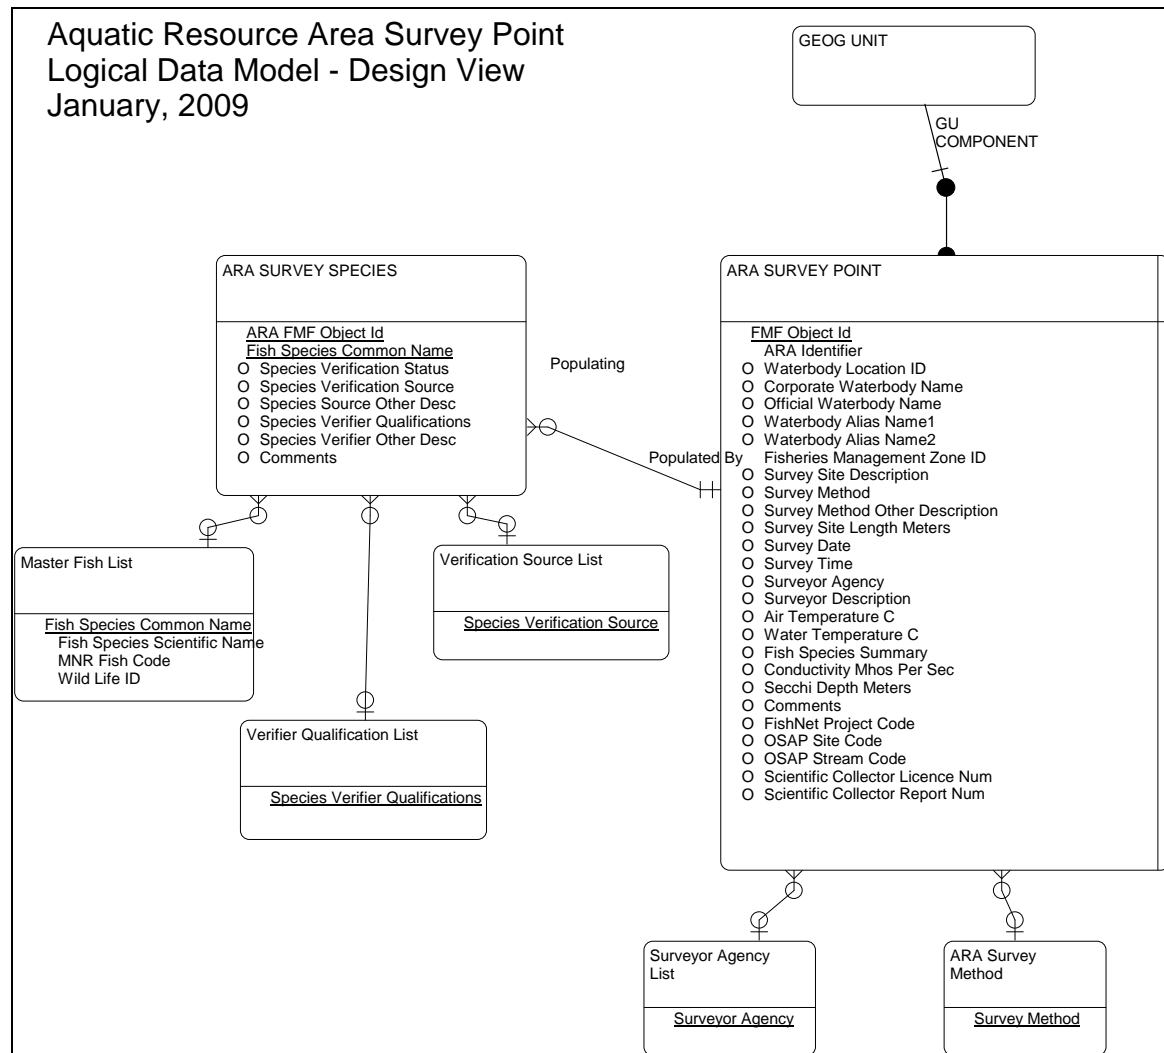 Aquatic Resource Area Survey Point
Logical Data Model - Design View
January, 2009
GEOG UNIT
GU
COMPONENT
ARA SURVEY SPECIES
ARA FMF Object Id
Fish Species Common Name
O Species Verification Status
O Species Verification Source
O Species Source Other Desc
O Species Verifier Qualifications
O Species Verifier Other Desc
O Comments
Populating
Populated By
ARA SURVEY POINT
FMF Object Id
ARA Identifier
O Waterbody Location ID
O Corporate Waterbody Name
O Official Waterbody Name
O Waterbody Alias Name1
O Waterbody Alias Name2
Fisheries Management Zone ID
O Survey Site Description
O Survey Method
O Survey Method Other Description
O Survey Site Length Meters
O Survey Date
O Survey Time
O Surveyor Agency
O Surveyor Description
O Air Temperature C
O Water Temperature C
O Fish Species Summary
O Conductivity Mhos Per Sec
O Secchi Depth Meters
O Comments
O FishNet Project Code
O OSAP Site Code
O OSAP Stream Code
O Scientific Collector Licence Num
O Scientific Collector Report Num
Master Fish List
Fish Species Common Name
Fish Species Scientific Name
MNR Fish Code
Wild Life ID
Verification Source List
Species Verification Source
Verifier Qualification List
Species Verifier Qualifications
Surveyor Agency
List
Surveyor Agency
ARA Survey
Method
Survey Method